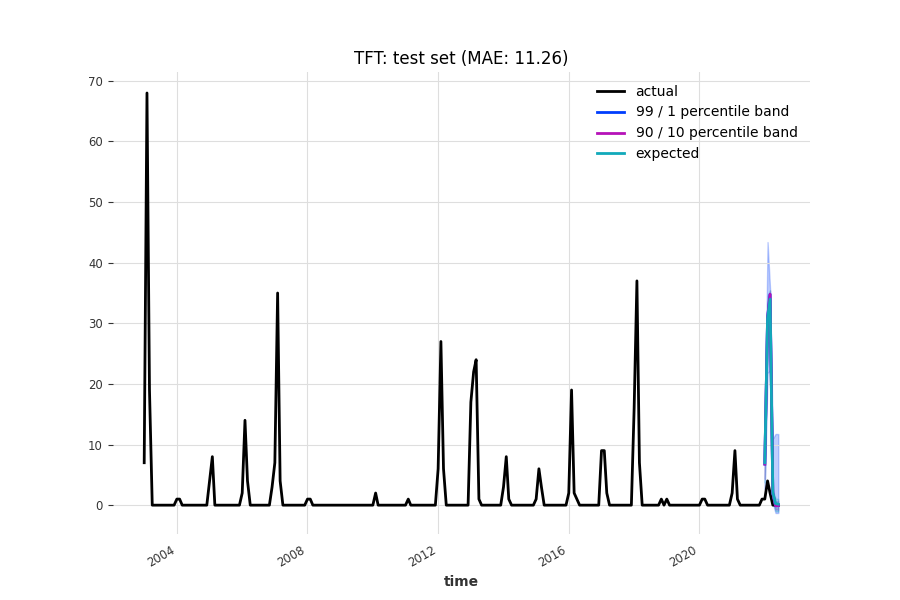 TFT: test set (MAE: 11.26)
actual
99 / 1 percentile band
90 / 10 percentile band
expected
70
60
50
40
30
20
10
0
2004
2008
2012
2016
2020
time